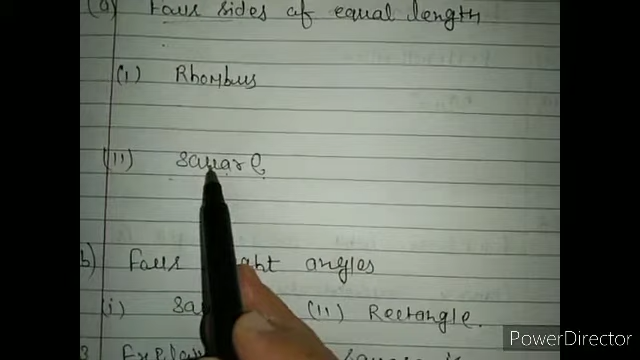 (a) Four sides of equal length
(i) Rhombus
(ii) Square
b) Four right angles
(i) (ii) Rectangle.
PowerDirector